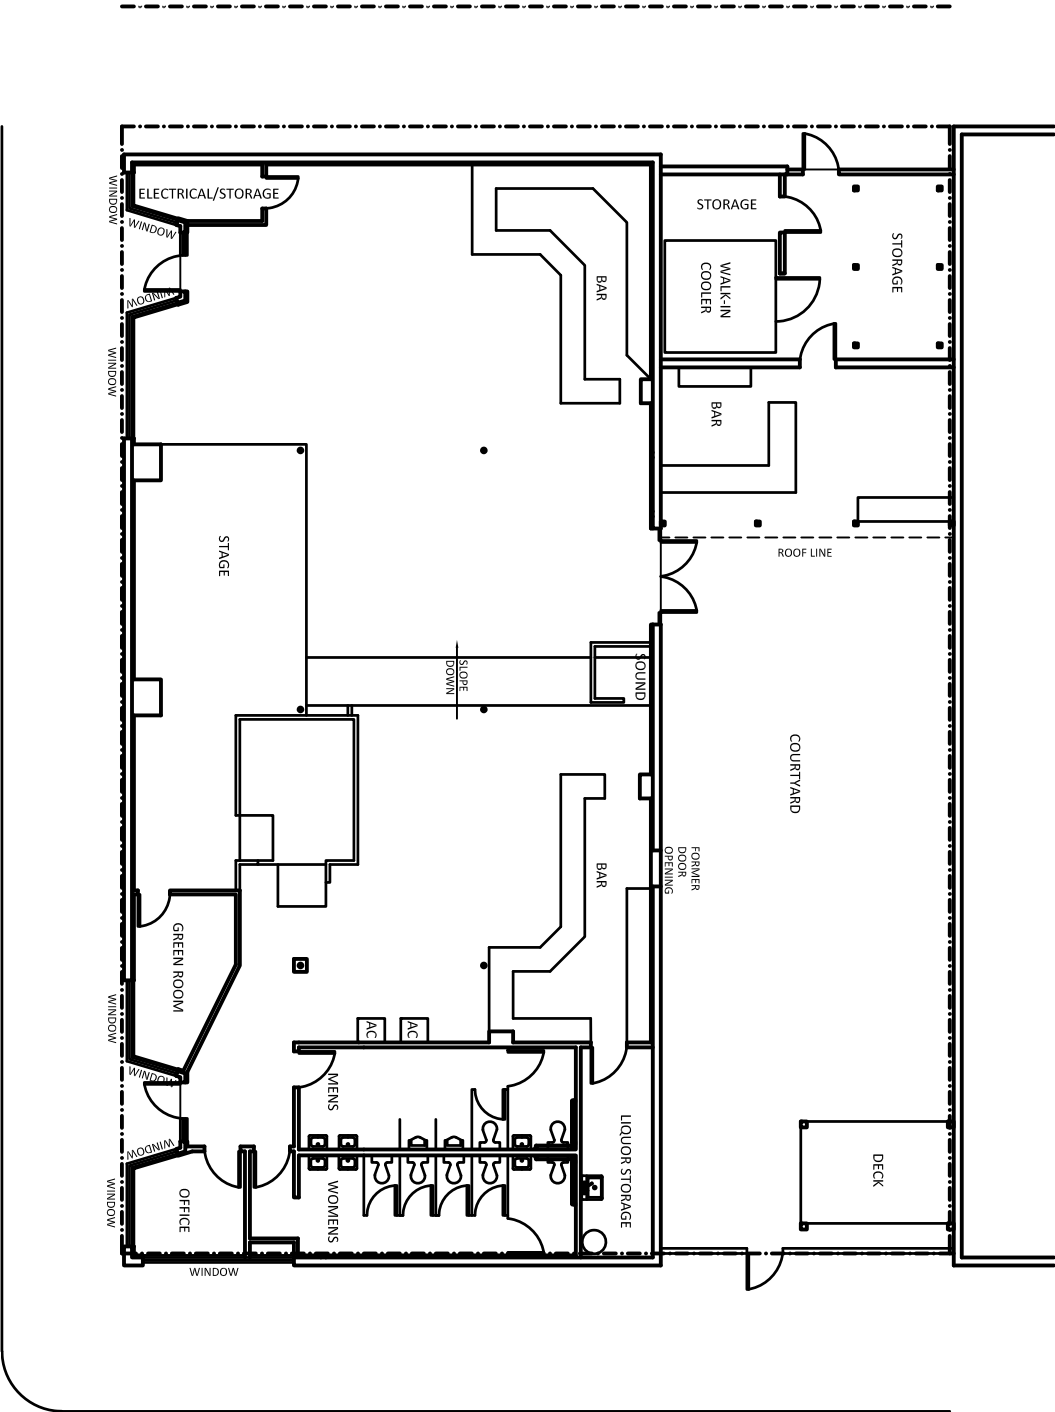 WINDOW
ELECTRICAL/STORAGE
WINDOW
WINDOW
WINDOW
BAR
STORAGE
WALK-IN
COOLER
STORAGE
BAR
ROOF LINE
STAGE
SLOPE
DOWN
SOUND
COURTYARD
BAR
FORMER
DOOR
OPENING
GREEN ROOM
WINDOW
AC
AC
WINDOW
MENS
WINDOW
WINDOW
OFFICE
WOMENS
LIQUOR STORAGE
DECK
WINDOW